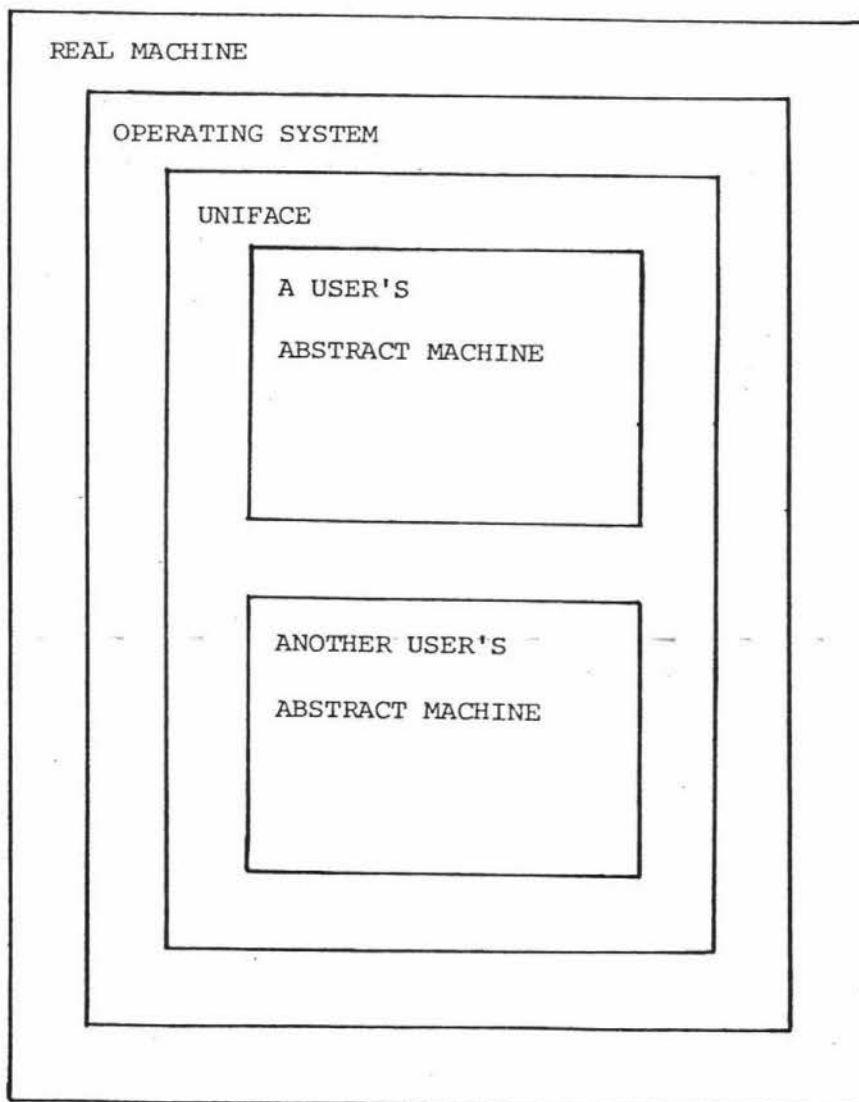 REAL MACHINE
OPERATING SYSTEM
UNIFACE
A USER'S
ABSTRACT MACHINE
ANOTHER USER'S
ABSTRACT MACHINE